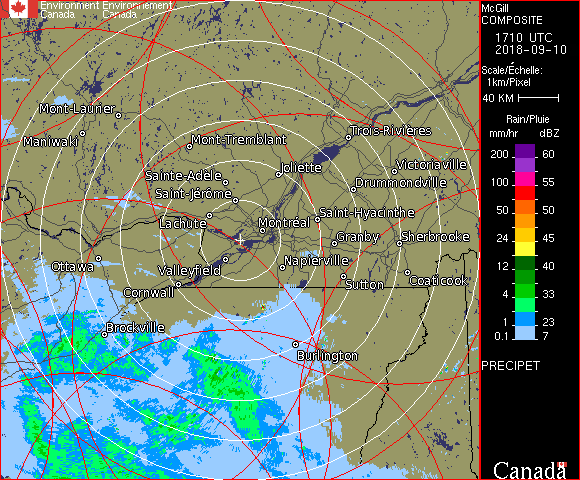 Environment Environnement
Canada Canada
McGill
COMPOSITE
1710 UTC
2018-09-10
Scale/Échelle:
1km/Pixel
40 KM
Rain/Pluie
mm/hr dBZ
200 60
100 55
50 50
24 45
12 40
4 33
1 23
0.1 7
PRECIPET
Canada
Mont-Laurier
Maniwaki
Mont-Tremblant
Trois-Rivières
Joliette
Victoriaville
Sainte-Adèle
Drummondville
Saint-Jérôme
Lachute
Saint-Hyacinthe
Montréal
Granby
Sherbrooke
Ottawa
Valleyfield
Napierville
Cornwall
Sutton
Coaticook
Brockville
Burlington